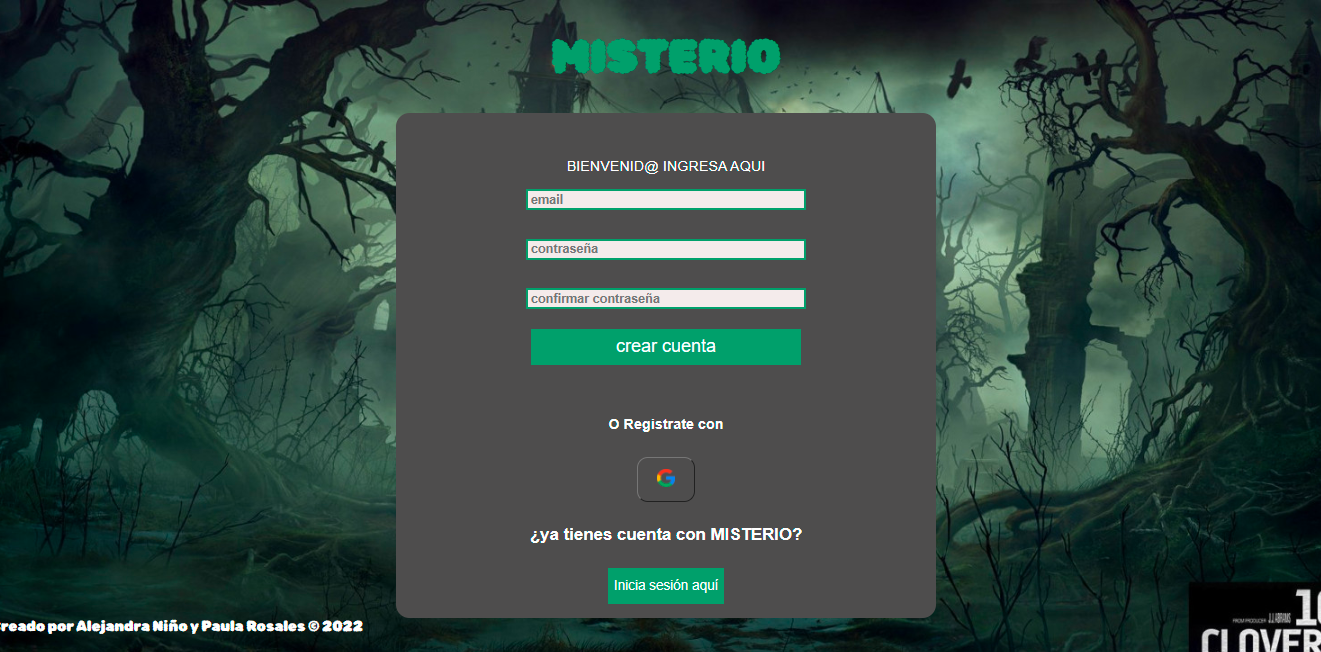 MISTERIO
BIENVENID@ INGRESA AQUI
email
contraseña
confirmar contraseña
crear cuenta
O Registrate con
¿ya tienes cuenta con MISTERIO?
Inicia sesión aquí
reado por Alejandra Niño y Paula Rosales © 2022
FROM PRODUCER J.J. ABRAMS
10
CLOVER